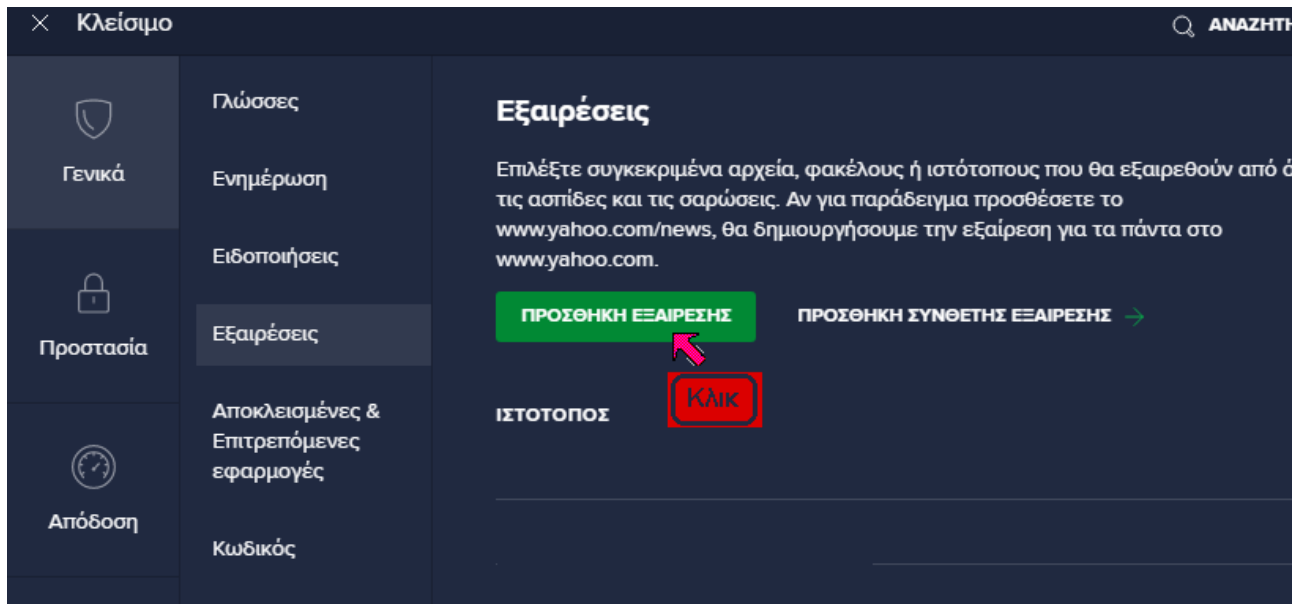 Κλείσιμο
ΑΝΑΖΗΤΗ
Γενικά
Προστασία
Απόδοση
Γλώσσες
Ενημέρωση
Ειδοποιήσεις
Εξαιρέσεις
Αποκλεισμένες &
Επιτρεπόμενες
εφαρμογές
Κωδικός
Εξαιρέσεις
Επιλέξτε συγκεκριμένα αρχεία, φακέλους ή ιστότοπους που θα εξαιρεθούν από ό
τις ασπίδες και τις σαρώσεις. Αν για παράδειγμα προσθέσετε το
www.yahoo.com/news, θα δημιουργήσουμε την εξαίρεση για τα πάντα στο
www.yahoo.com.
ΠΡΟΣΘΗΚΗ ΕΞΑΙΡΕΣΗΣ
ΠΡΟΣΘΗΚΗ ΣΥΝΘΕΤΗΣ ΕΞΑΙΡΕΣΗΣ →
Κλικ
ΙΣΤΟΤΟΠΟΣ